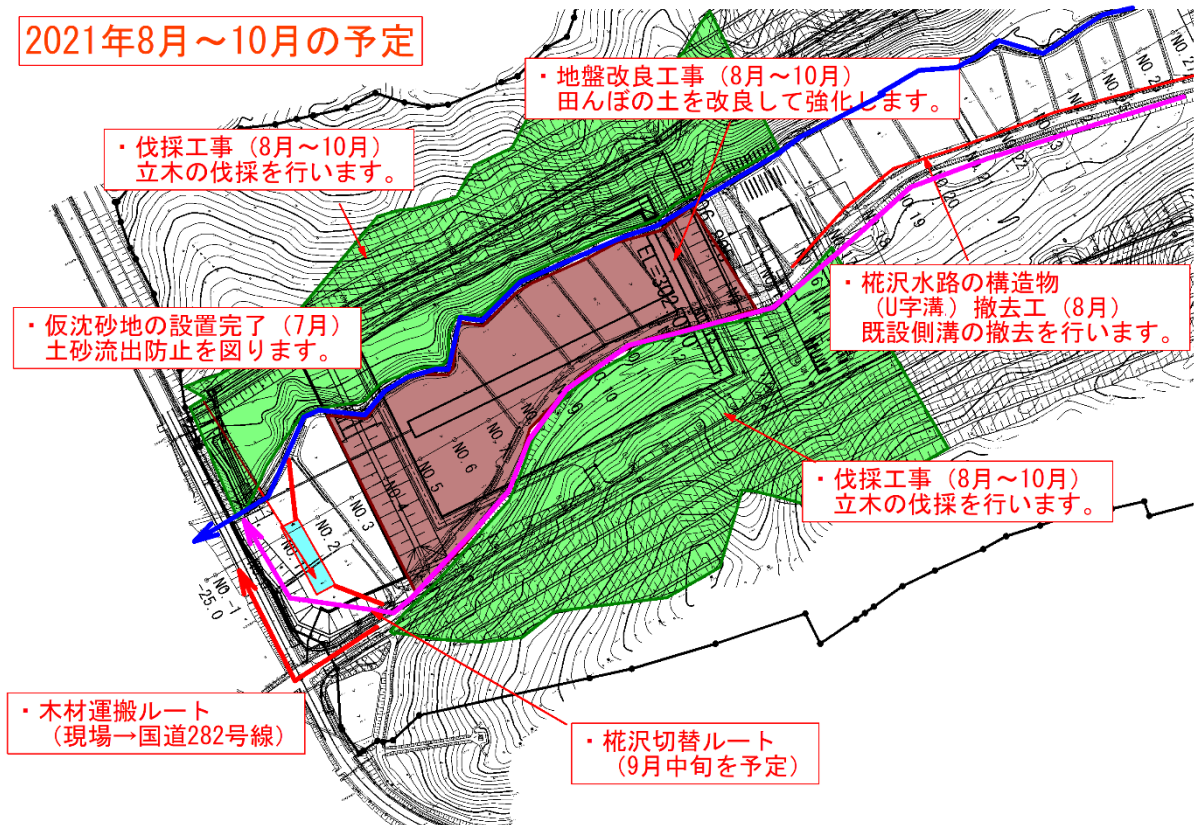 2021年8月～10月の予定
・地盤改良工事（8月～10月）
田んぼの土を改良して強化します。
・伐採工事（8月～10月）
立木の伐採を行います。
・椛沢水路の構造物
（U字溝）撤去工（8月）
既設側溝の撤去を行います。
・仮沈砂地の設置完了（7月）
土砂流出防止を図ります。
・伐採工事（8月～10月）
立木の伐採を行います。
・木材運搬ルート
（現場→国道282号線）
・椛沢切替ルート
（9月中旬を予定）
NO.-1
-25.0
NO.1
NO.2
NO.3
NO.4
NO.5
NO.6
NO.7
EL=302